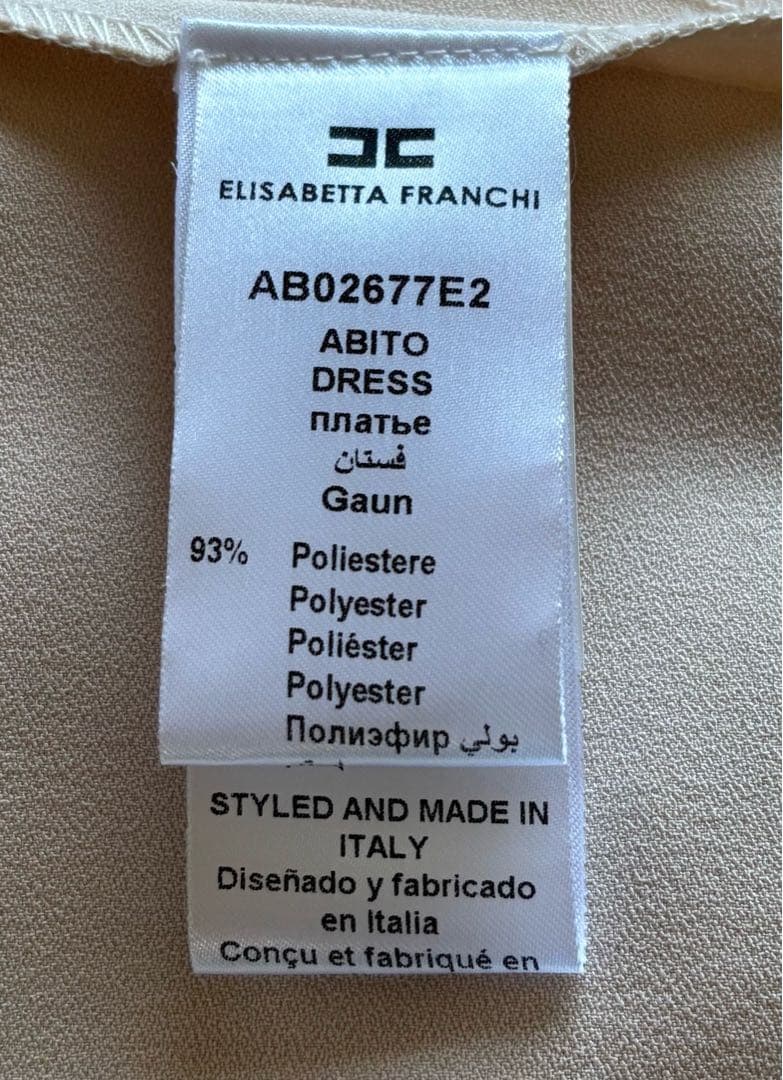 ELISABETTA FRANCHI
AB02677E2
ABITO
DRESS
платье
فستان
Gaun
93% Poliestere
Polyester
Poliéster
Polyester
Полиэфир بولي
STYLED AND MADE IN
ITALY
Diseñado y fabricado
en Italia
Conçu et fabriqué en